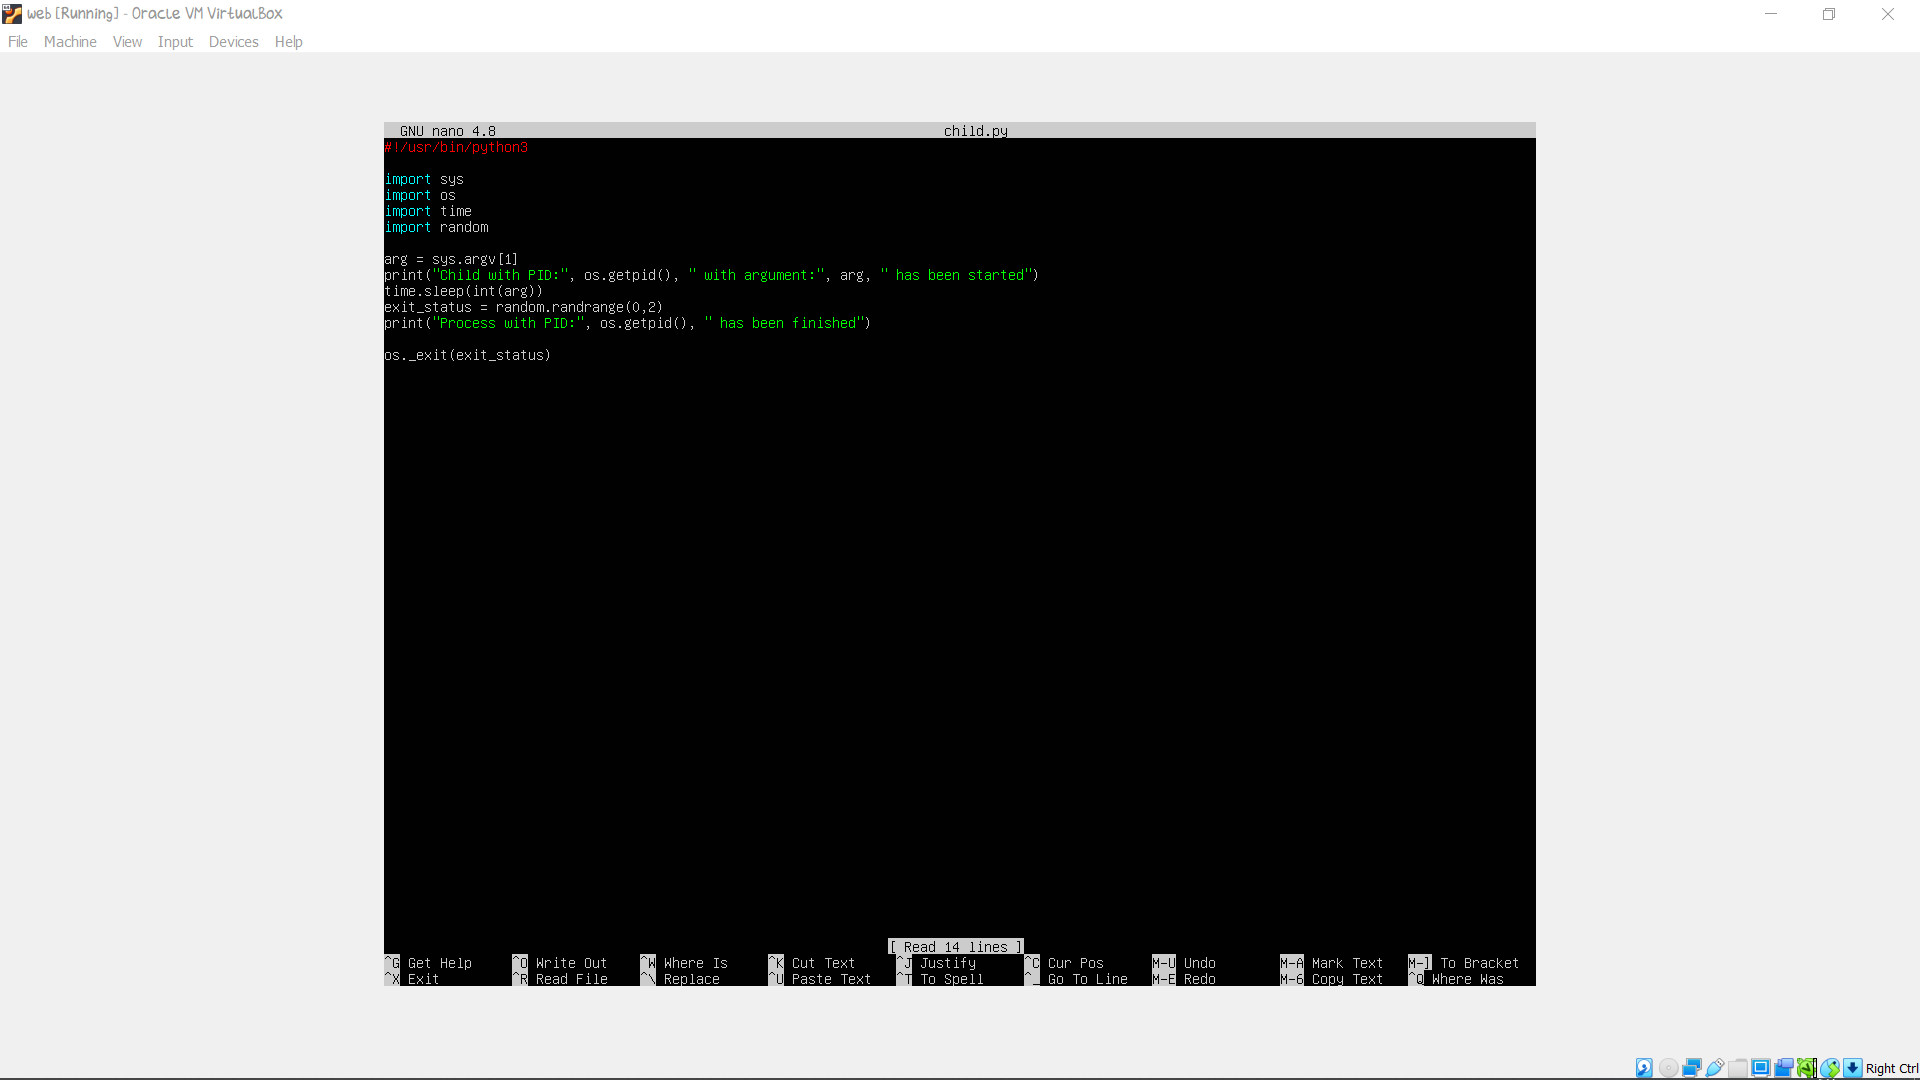 web [Running] - Oracle VM VirtualBox
File Machine View Input Devices Help
GNU nano 4.8 child.py
#!/usr/bin/python3
import sys
import os
import time
import random
arg = sys.argv[1]
print("Child with PID:", os.getpid(), " with argument:", arg, " has been started")
time.sleep(int(arg))
exit_status = random.randrange(0,2)
print("Process with PID:", os.getpid(), " has been finished")
os._exit(exit_status)
[ Read 14 lines ]
^G Get Help ^O Write Out ^W Where Is ^K Cut Text ^J Justify ^C Cur Pos M-U Undo M-A Mark Text M-] To Bracket
^X Exit ^R Read File ^\ Replace ^U Paste Text ^T To Spell ^_ Go To Line M-E Redo M-6 Copy Text ^Q Where Was
Right Ctrl